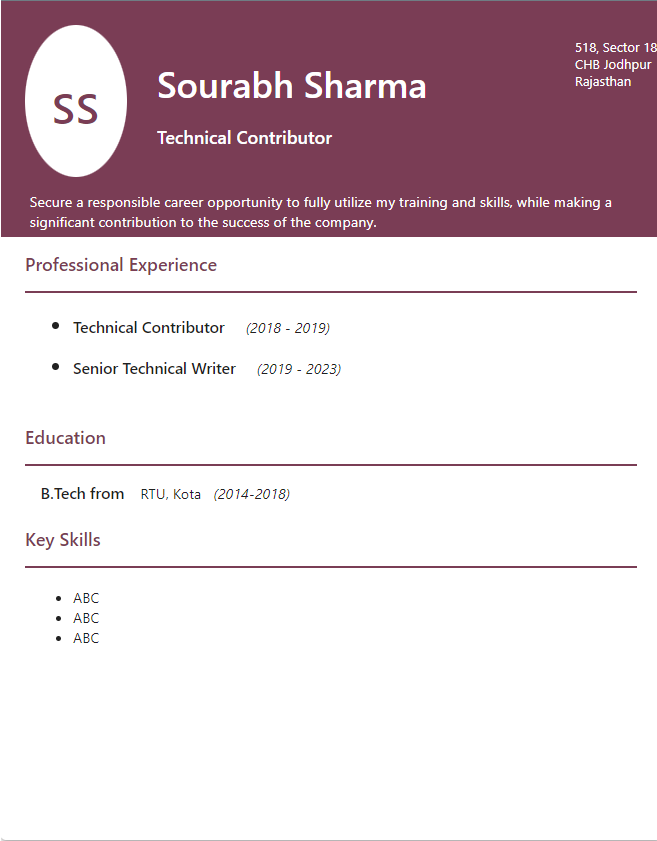 SS
Sourabh Sharma
Technical Contributor
518, Sector 18
CHB Jodhpur
Rajasthan
Secure a responsible career opportunity to fully utilize my training and skills, while making a
significant contribution to the success of the company.
Professional Experience
Technical Contributor (2018 - 2019)
Senior Technical Writer (2019 - 2023)
Education
B.Tech from RTU, Kota (2014-2018)
Key Skills
ABC
ABC
ABC